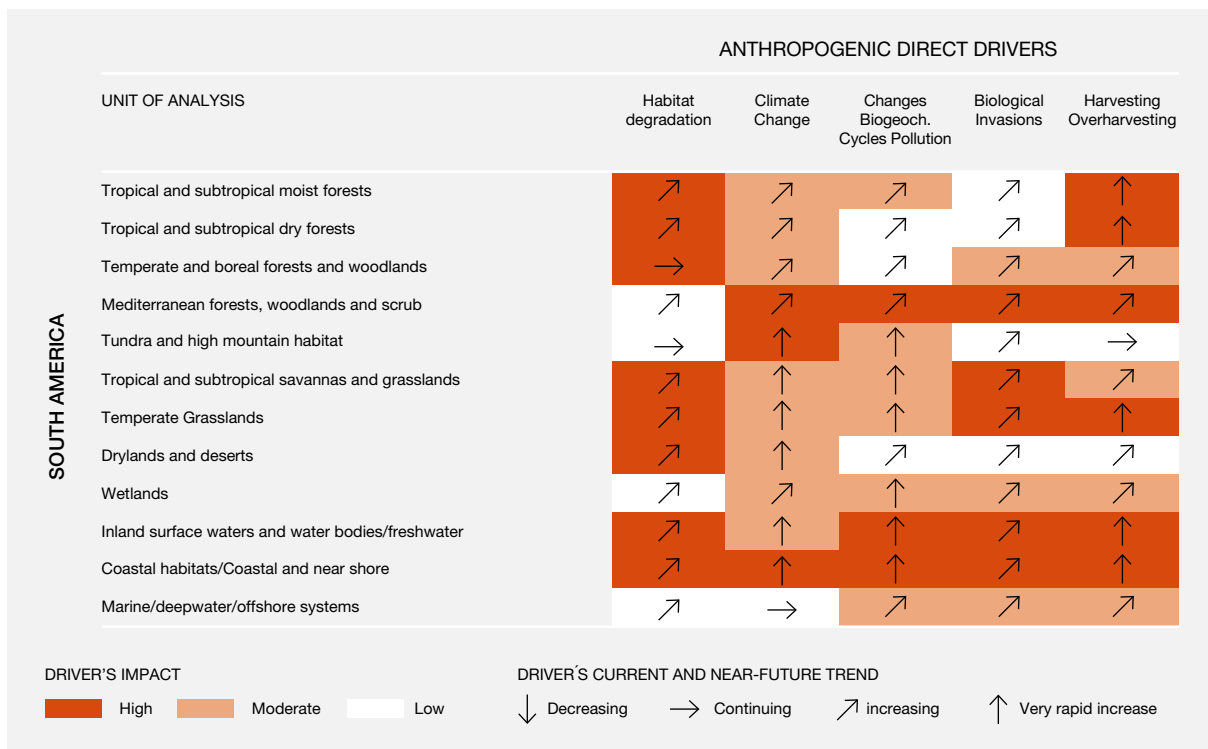 ANTHROPOGENIC DIRECT DRIVERS
UNIT OF ANALYSIS
Habitat
degradation
Climate
Change
Changes
Biogeoch.
Cycles Pollution
Biological
Invasions
Harvesting
Overharvesting
SOUTH AMERICA
Tropical and subtropical moist forests
Tropical and subtropical dry forests
Temperate and boreal forests and woodlands
Mediterranean forests, woodlands and scrub
Tundra and high mountain habitat
Tropical and subtropical savannas and grasslands
Temperate Grasslands
Drylands and deserts
Wetlands
Inland surface waters and water bodies/freshwater
Coastal habitats/Coastal and near shore
Marine/deepwater/offshore systems
DRIVER'S IMPACT
High
Moderate
Low
DRIVER´S CURRENT AND NEAR-FUTURE TREND
Decreasing
Continuing
increasing
Very rapid increase